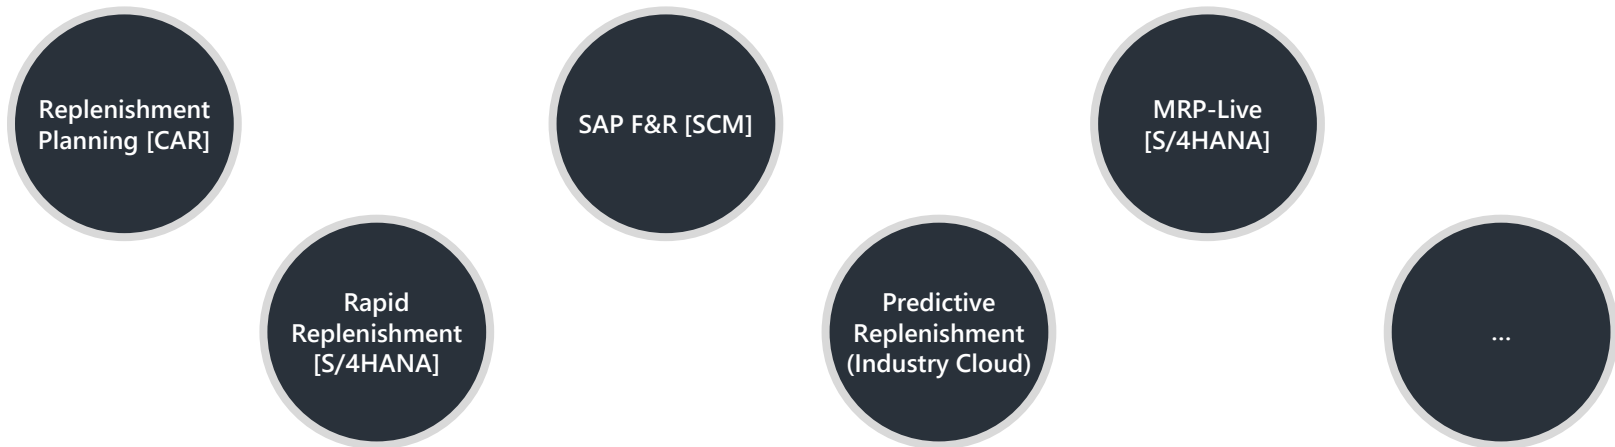 Replenishment
Planning [CAR]
SAP F&R [SCM]
MRP-Live
[S/4HANA]
Rapid
Replenishment
[S/4HANA]
Predictive
Replenishment
(Industry Cloud)
...